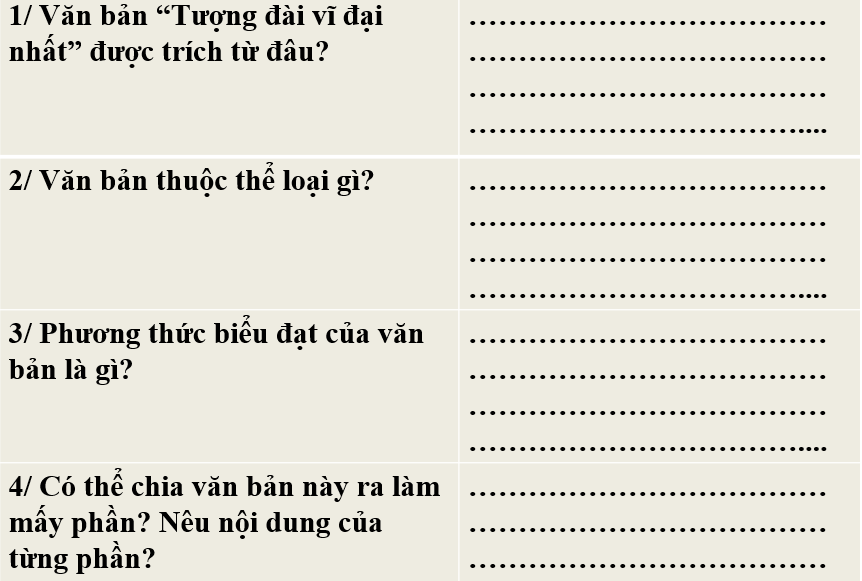 1/ Văn bản “Tượng đài vĩ đại
nhất” được trích từ đâu?
……………………………………
……………………………………
……………………………………
…………………………………....
2/ Văn bản thuộc thể loại gì?
……………………………………
……………………………………
……………………………………
…………………………………....
3/ Phương thức biểu đạt của văn
bản là gì?
……………………………………
……………………………………
……………………………………
…………………………………....
4/ Có thể chia văn bản này ra làm
mấy phần? Nêu nội dung của
từng phần?
……………………………………
……………………………………
……………………………………